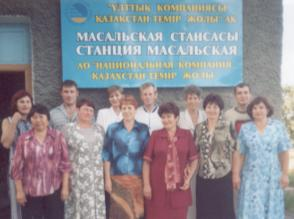 "ҰЛТТЫҚ КОМПАНИЯСЫ
ҚАЗАҚСТАН ТЕМІР ЖОЛЫ" АҚ
МАСАЛЬСКАЯ СТАНСАСЫ
СТАНЦИЯ МАСАЛЬСКАЯ
АО "НАЦИОНАЛЬНАЯ КОМПАНИЯ
ҚАЗАҚСТАН ТЕМІР ЖОЛЫ"